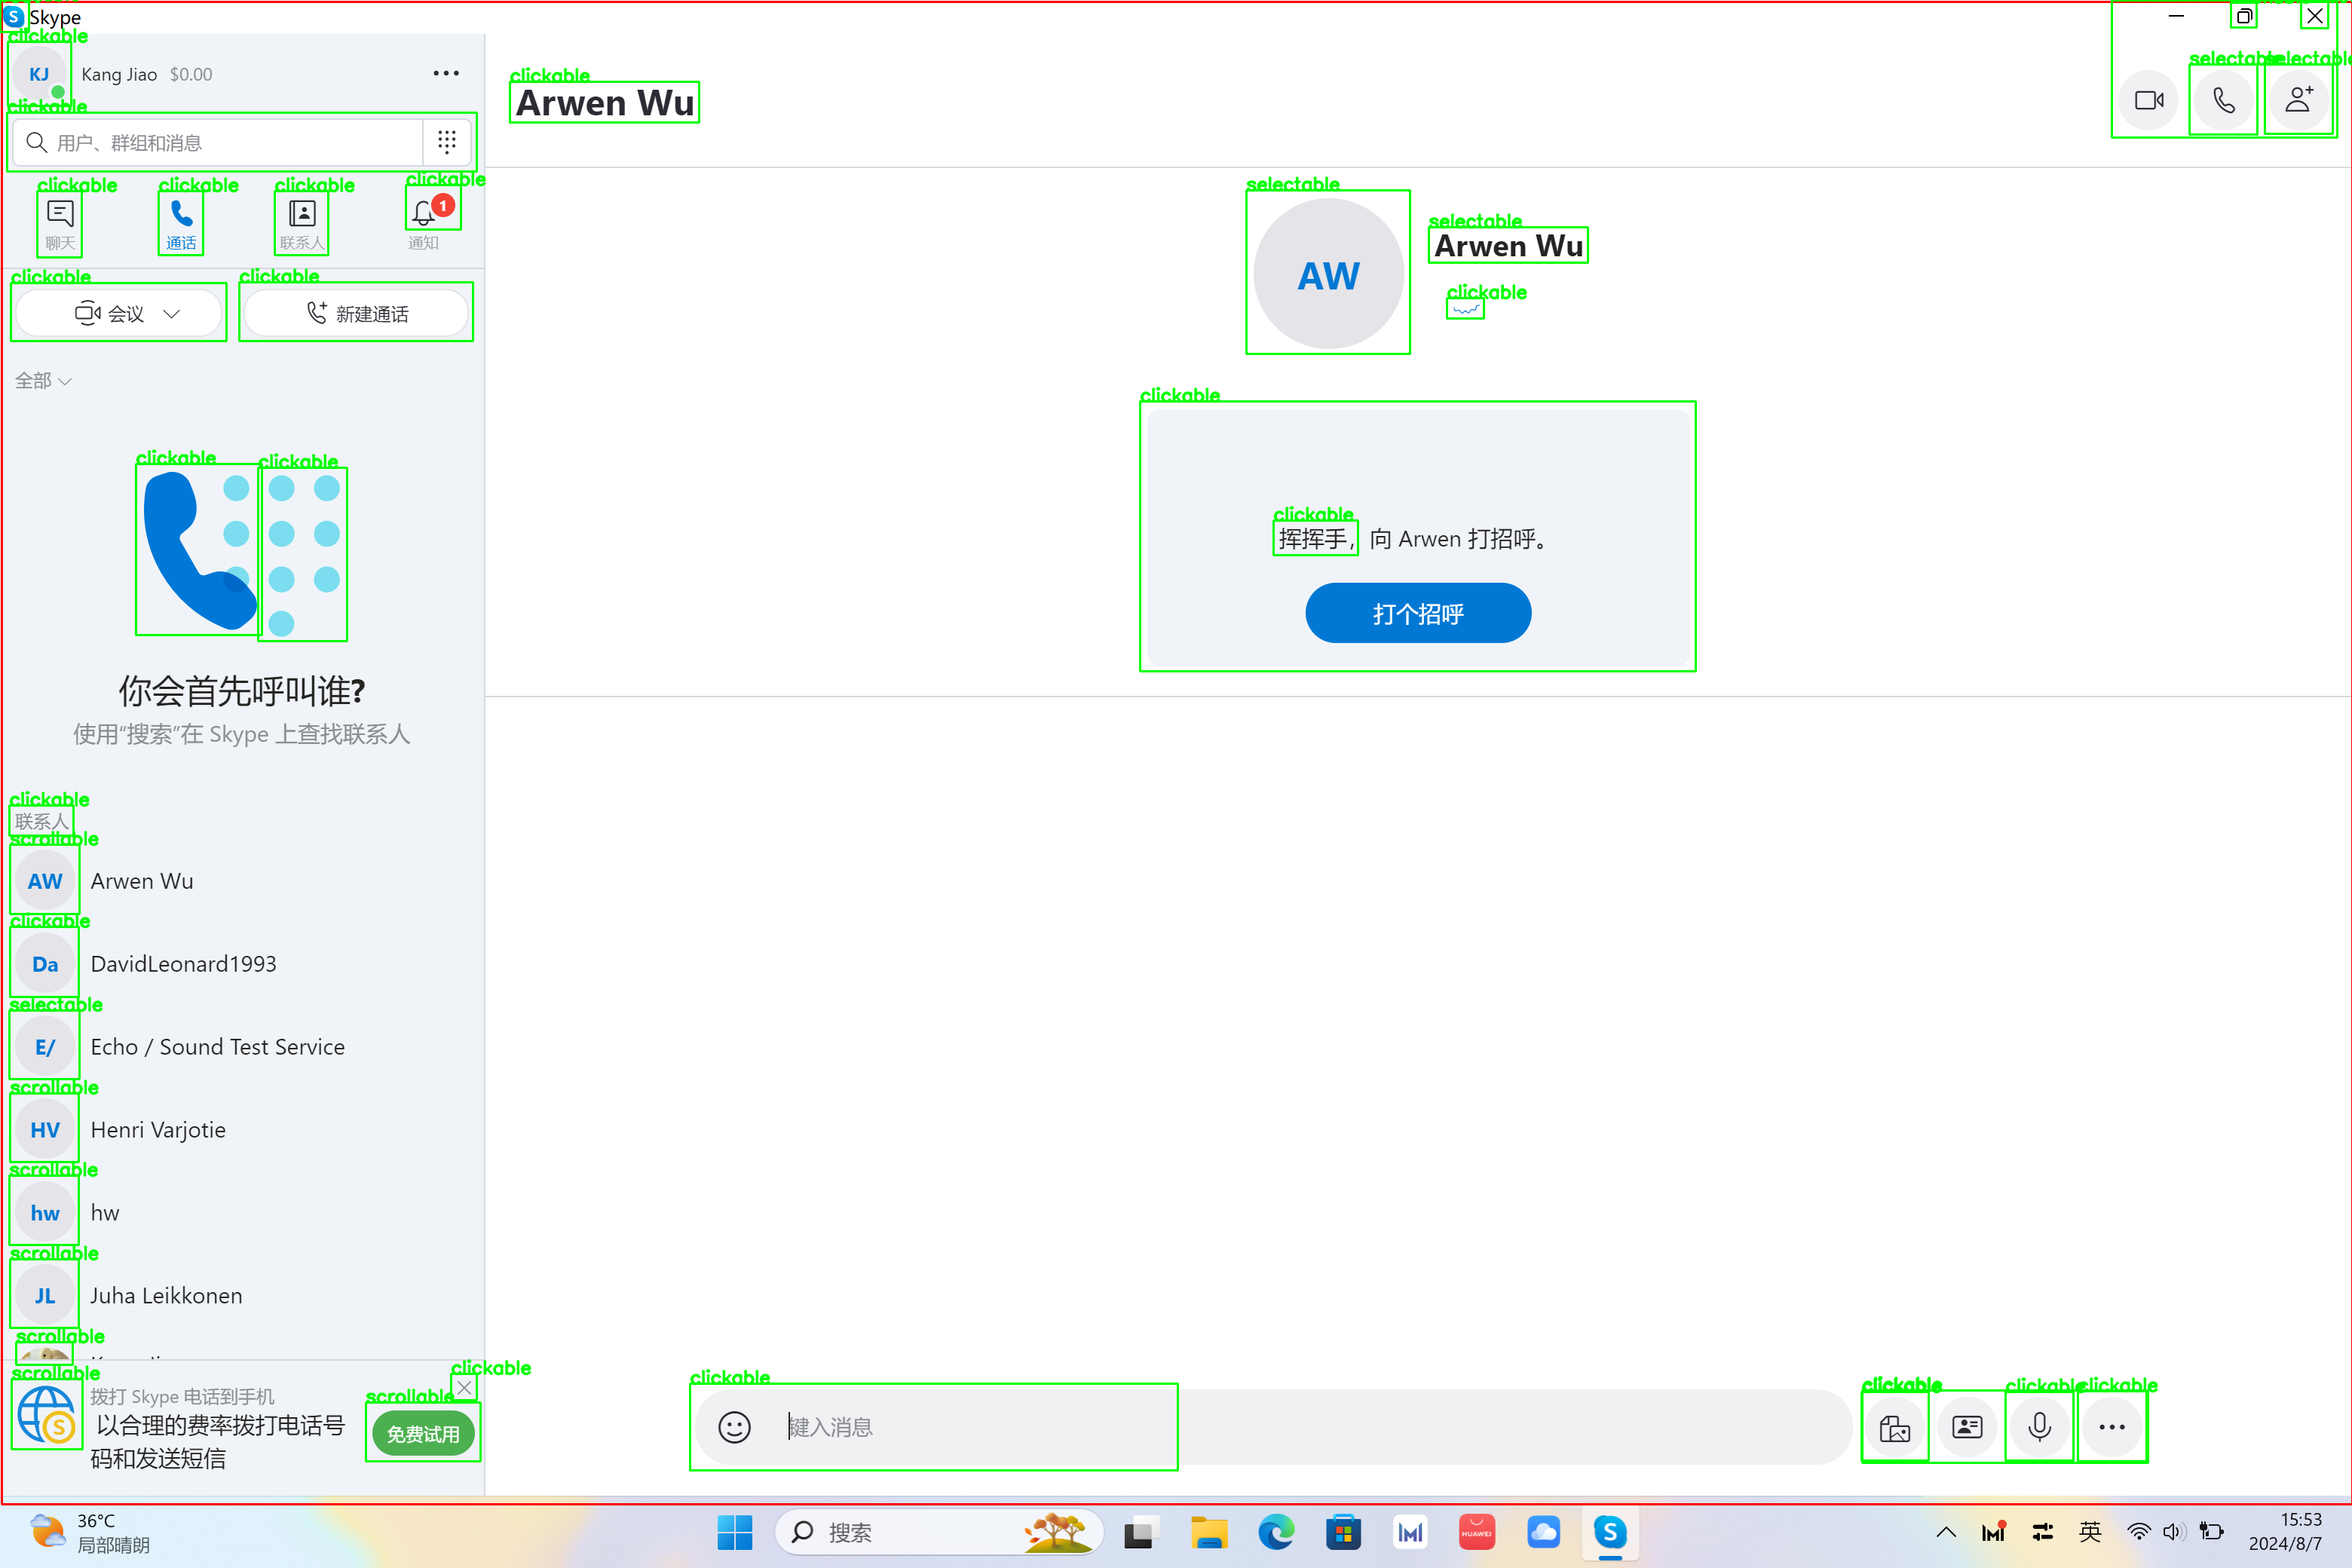 Skype
clickable
KJ
Kang Jiao $0.00
clickable
用户、群组和消息
clickable
聊天
clickable
通话
clickable
联系人
clickable
1
通知
clickable
会议
clickable
新建通话
全部
clickable
clickable
你会首先呼叫谁?
使用“搜索”在 Skype 上查找联系人
clickable
联系人
scrollable
AW
Arwen Wu
clickable
Da
DavidLeonard1993
selectable
E/
Echo / Sound Test Service
scrollable
HV
Henri Varjotie
scrollable
hw
hw
scrollable
JL
Juha Leikkonen
scrollable
scrollable
clickable
拨打 Skype 电话到手机
以合理的费率拨打电话号
码和发送短信
scrollable
免费试用
clickable
Arwen Wu
selectable
selectable
selectable
AW
selectable
Arwen Wu
clickable
clickable
clickable
挥挥手，向 Arwen 打招呼。
打个招呼
clickable
键入消息
clickable
clickable
clickable
36°C
局部晴朗
搜索
HUAWEI
S
英
15:53
2024/8/7